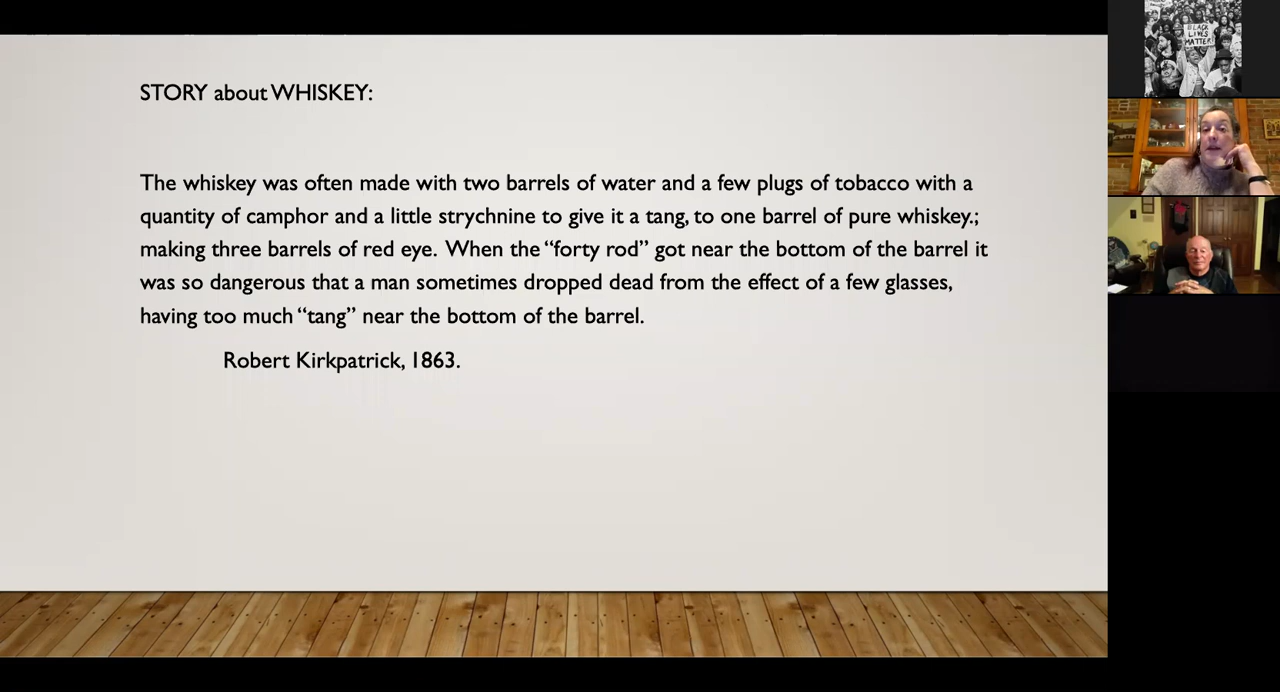 STORY about WHISKEY:
The whiskey was often made with two barrels of water and a few plugs of tobacco with a
quantity of camphor and a little strychnine to give it a tang, to one barrel of pure whiskey.;
making three barrels of red eye. When the “forty rod” got near the bottom of the barrel it
was so dangerous that a man sometimes dropped dead from the effect of a few glasses,
having too much “tang” near the bottom of the barrel.
Robert Kirkpatrick, 1863.
BLACK
LIVES
MATTER